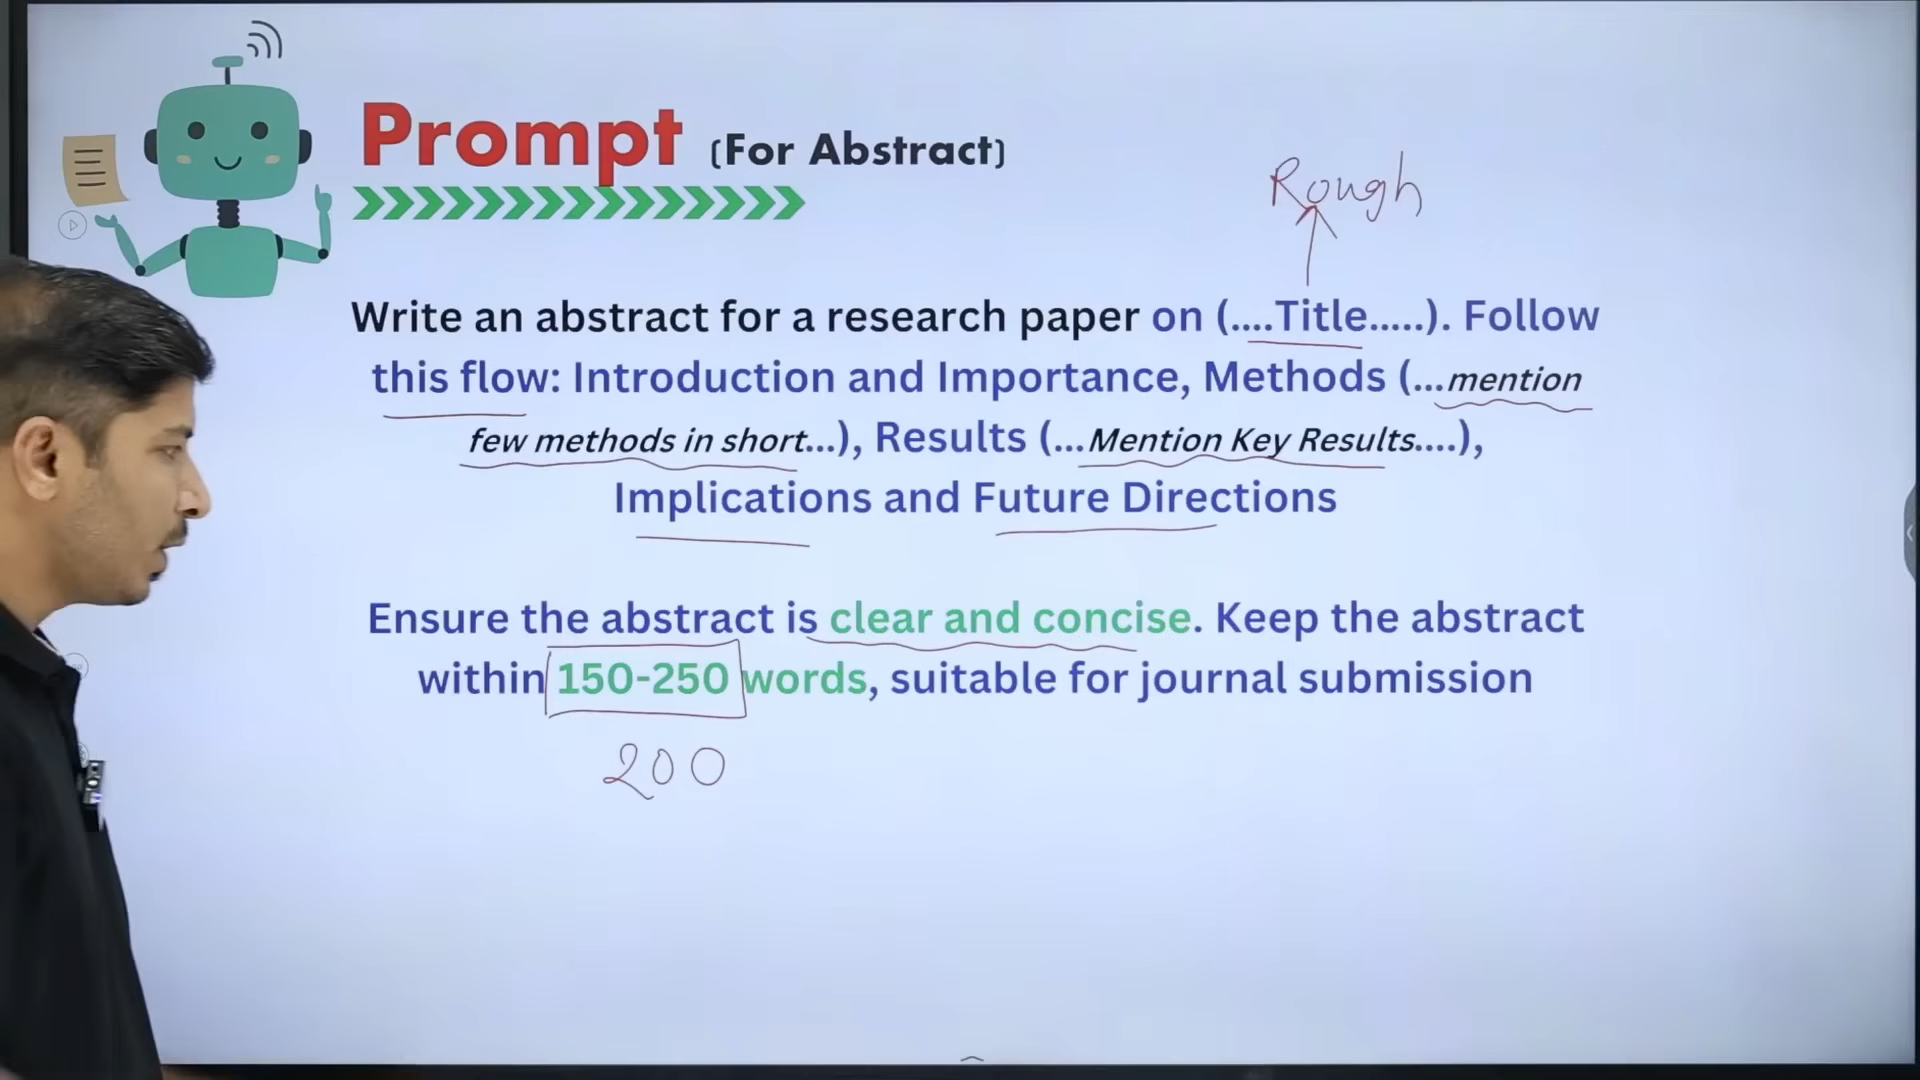 Prompt (For Abstract)
Rough
Write an abstract for a research paper on (....Title.....). Follow
this flow: Introduction and Importance, Methods (...mention
few methods in short...), Results (...Mention Key Results....),
Implications and Future Directions
Ensure the abstract is clear and concise. Keep the abstract
within 150-250 words, suitable for journal submission
200